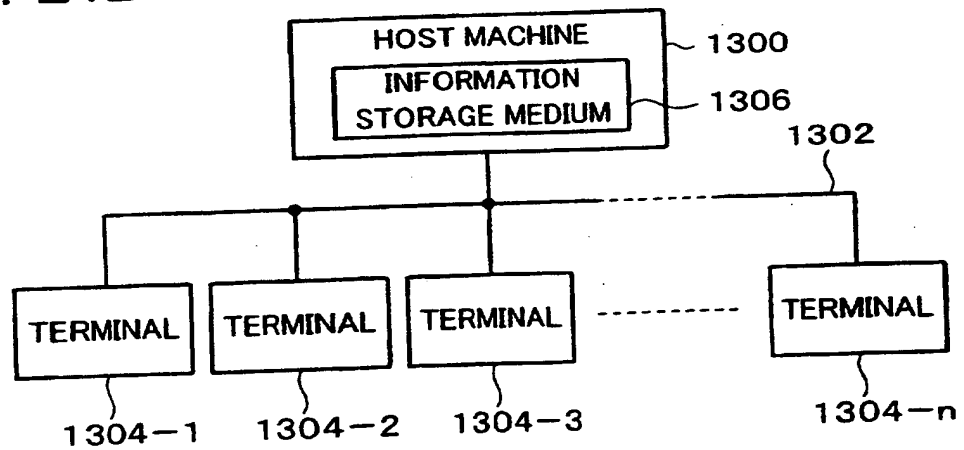 HOST MACHINE
1300
INFORMATION
STORAGE MEDIUM
1306
1302
TERMINAL
TERMINAL
TERMINAL
TERMINAL
1304-1
1304-2
1304-3
1304-n